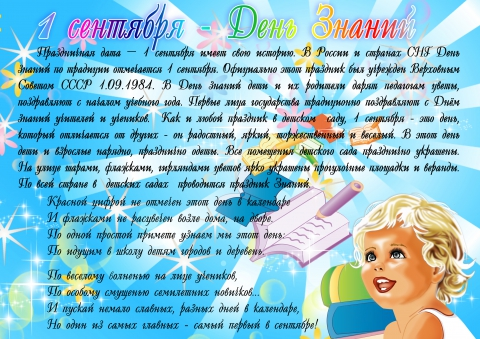 1 сентября - День Знаний
Праздничная дата – 1 сентября имеет свою историю. В России и странах СНГ День
Знаний по традиции отмечается 1 сентября. Официально этот праздник был учрежден Верховным
Советом СССР 1.09.1984. В День Знаний дети и их родители дарят педагогам цветы,
поздравляют с началом учебного года. Первые лица государства традиционно поздравляют с Днём
знаний учителей и учеников. Как и любой праздник в детском саду, 1 сентября - это день,
который отличается от других - он радостный, яркий, торжественный и веселый. В этот день
дети и взрослые нарядно, празднично одеты. Все помещения детского сада празднично украшены.
На улице шарами, флажками, гирляндами цветов ярко украшены прогулочные площадки и веранды.
По всей стране в детских садах проводится праздник Знаний.
Красной цифрой не отмечен этот день в календаре
И флажками не расцвечен возле дома, на дворе.
По одной простой примете узнаем мы этот день:
По идущим в школу детям городов и деревень.
По веселому волненью на лице учеников,
По особому смущенью семилетних новичков...
И пускай немало славных, разных дней в календаре,
Но один из самых главных - самый первый в сентябре!